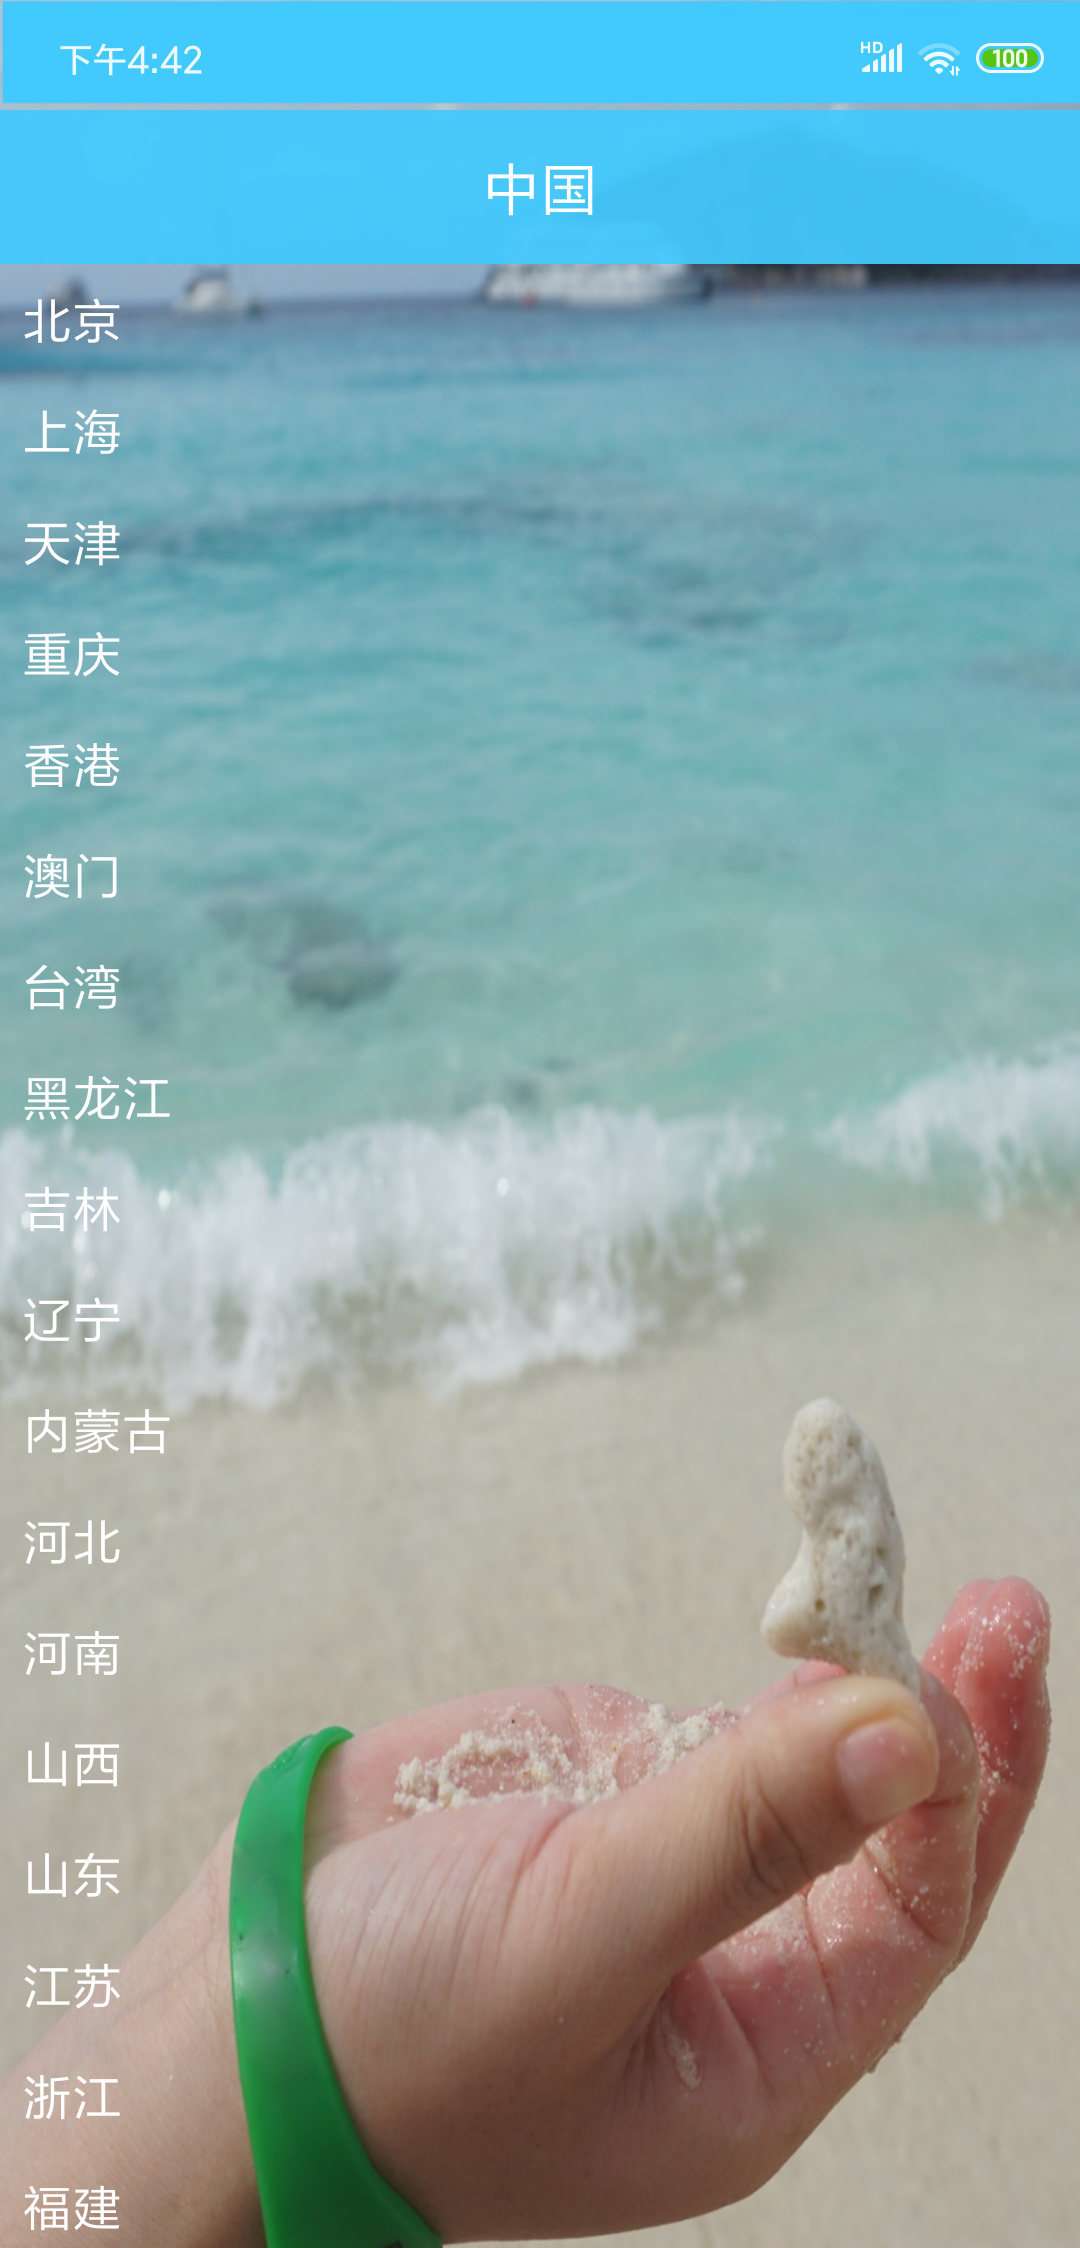 下午4:42
HD
100
中国
北京
上海
天津
重庆
香港
澳门
台湾
黑龙江
吉林
辽宁
内蒙古
河北
河南
山西
山东
江苏
浙江
福建